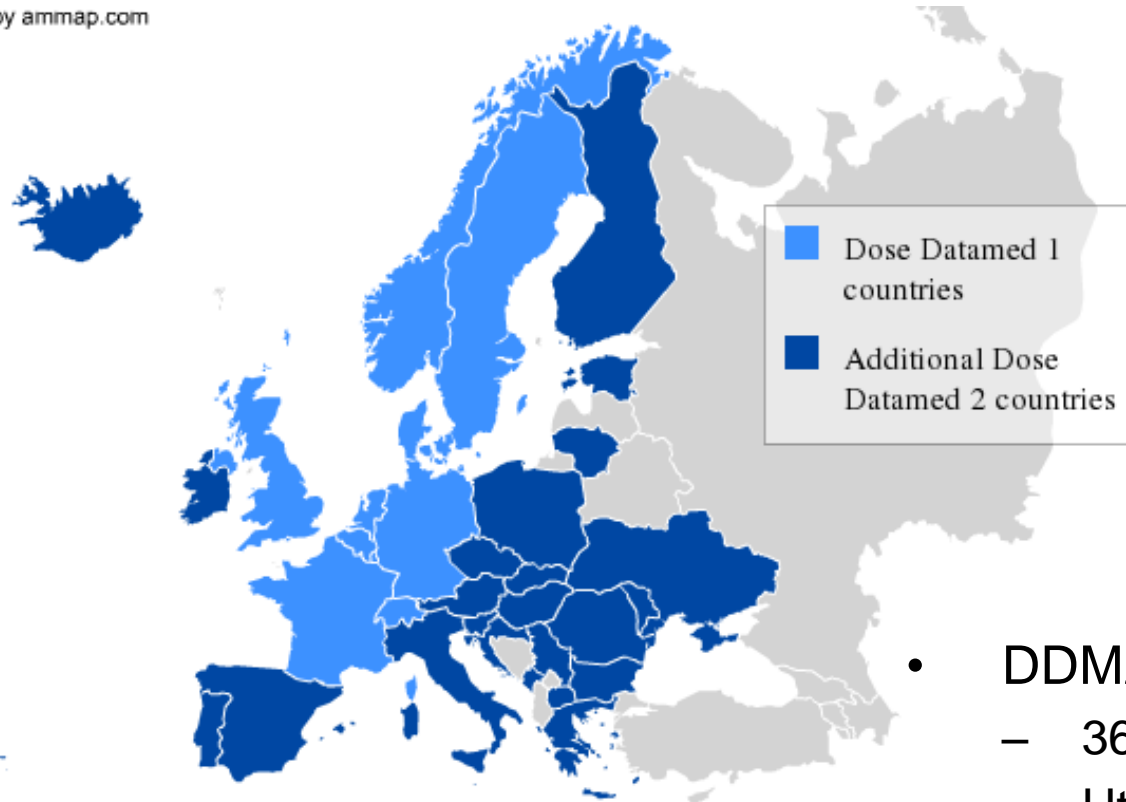 by ammap.com
Dose Datamed 1
countries
Additional Dose
Datamed 2 countries
• DDM
– 36